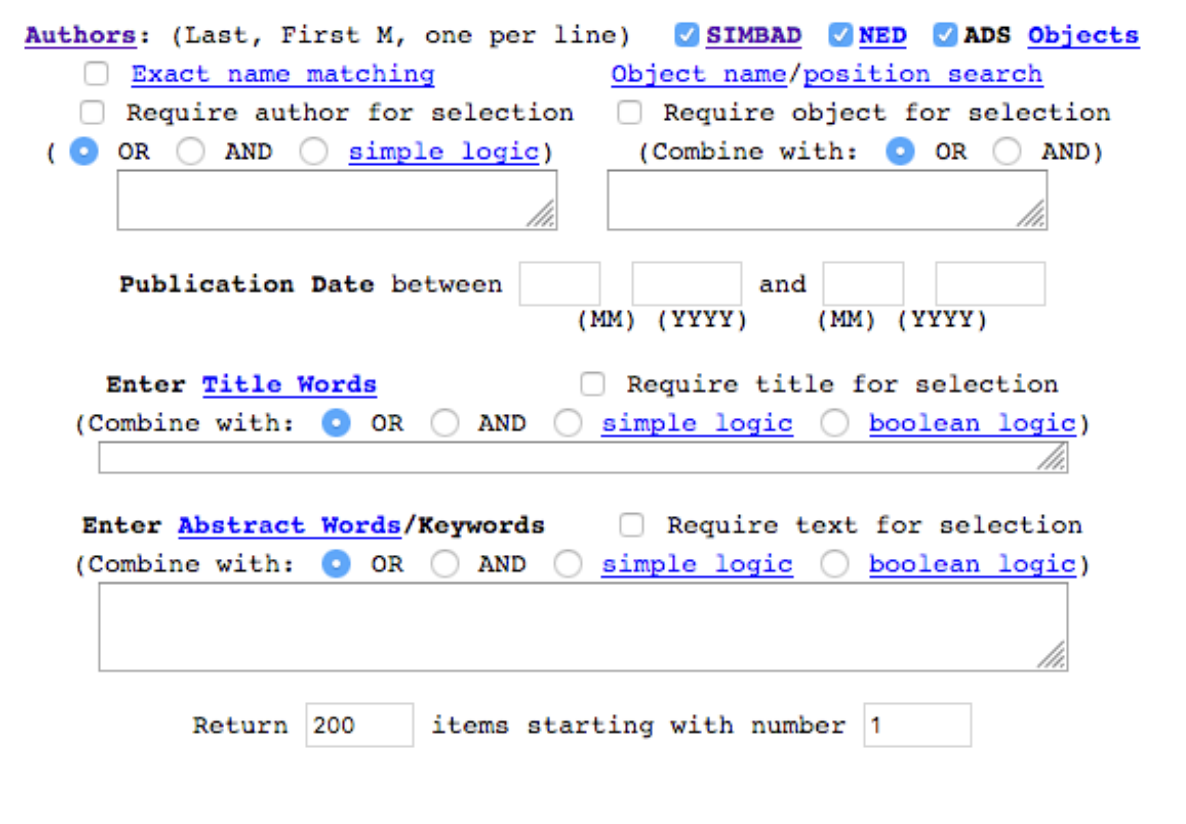 Authors: (Last, First M, one per line) SIMBAD NED ADS Objects
Exact name matching Object name/position search
Require author for selection Require object for selection
( OR AND simple logic) (Combine with: OR AND)
Publication Date between and
(MM) (YYYY) (MM) (YYYY)
Enter Title Words Require title for selection
(Combine with: OR AND simple logic boolean logic)
Enter Abstract Words/Keywords Require text for selection
(Combine with: OR AND simple logic boolean logic)
Return 200 items starting with number 1